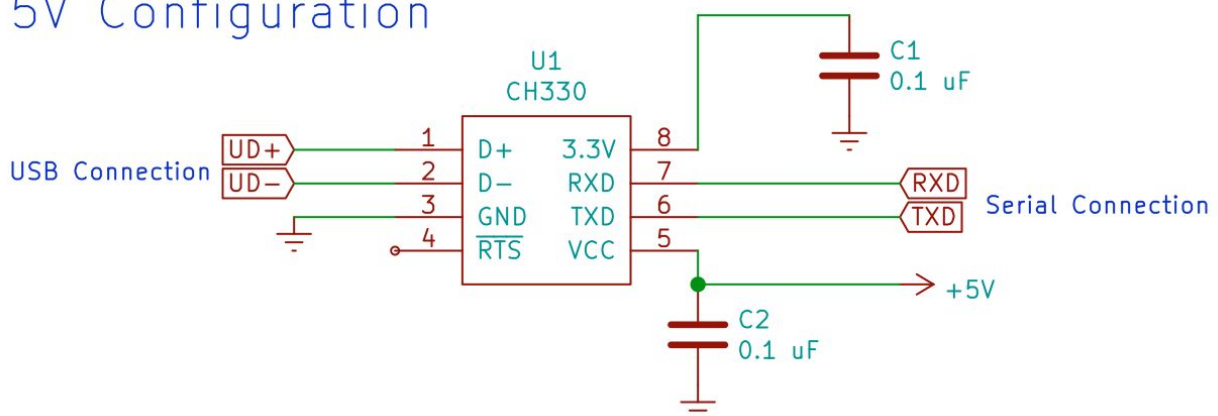 5V Configuration
U1
CH330
C1
0.1 uF
USB Connection
UD+
UD-
1
2
3
4
D+
D-
GND
RTS
3.3V
RXD
TXD
VCC
8
7
6
5
RXD
TXD
Serial Connection
+5V
C2
0.1 uF